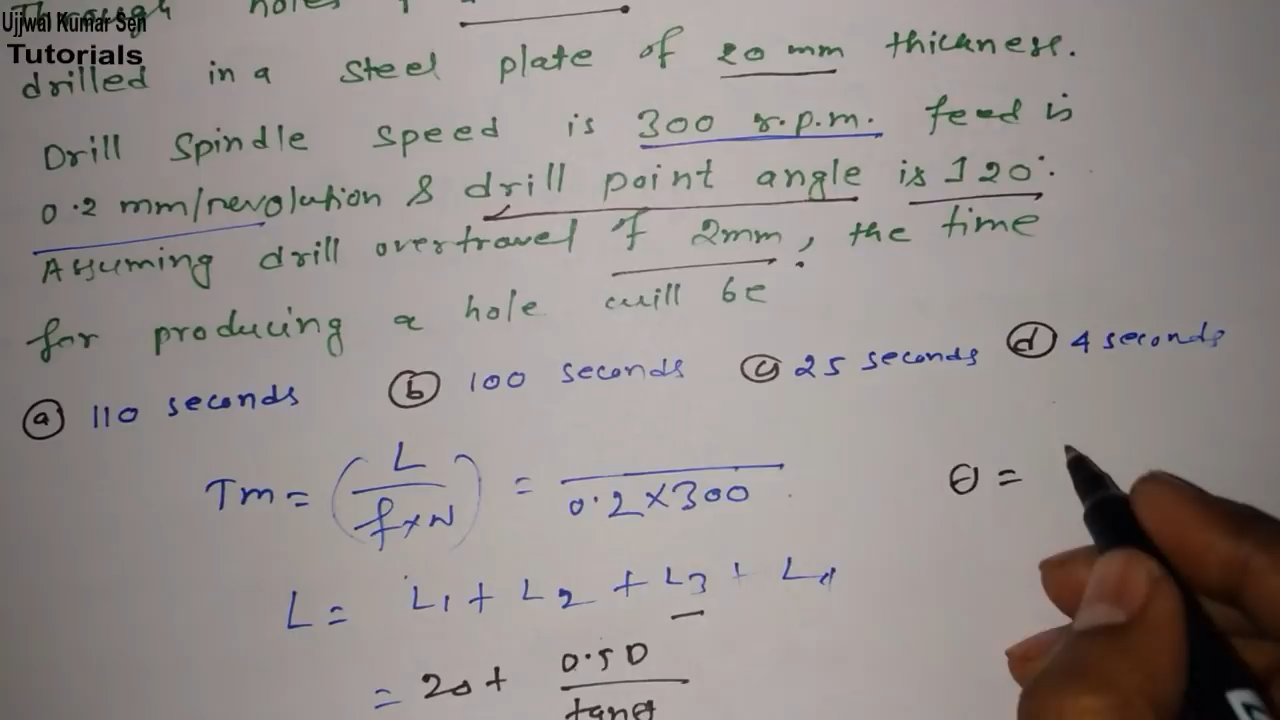 Through holes
Ujjwal Kumar Sen
Tutorials
drilled in a steel plate of 20 mm thickness.
Drill Spindle speed is 300 r.p.m. feed is
0.2 mm/revolution & drill point angle is 120°.
Assuming drill overtravel of 2mm, the time
for producing a hole will be
(a) 110 seconds (b) 100 seconds (c) 25 seconds (d) 4 seconds
Tm = (L / f×N) = / 0.2×300
θ =
L = L1 + L2 + L3 + L4
= 20 + 0.5D / tanθ